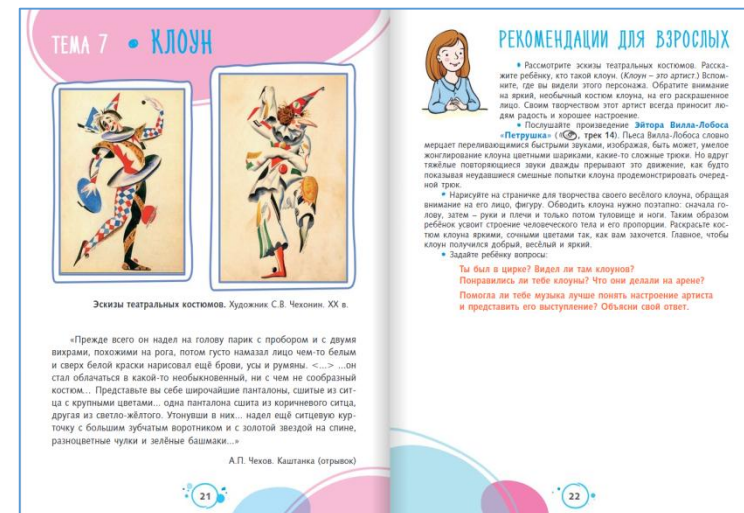 ТЕМА 7 • КЛОУН
Эскизы театральных костюмов. Художник С.В. Чехонин. XX в.
«Прежде всего он надел на голову парик с пробором и с двумя
вихрами, похожими на рога, потом густо намазал лицо чем-то белым
и сверх белой краски нарисовал ещё брови, усы и румяны. <...> ...он
стал облачаться в какой-то необыкновенный, ни с чем не сообразный
костюм... Представьте вы себе широчайшие панталоны, сшитые из сит-
ца с крупными цветами... одна панталона сшита из коричневого ситца,
другая из светло-жёлтого. Утонувши в них... надел ещё ситцевую кур-
точку с большим зубчатым воротником и с золотой звездой на спине,
разноцветные чулки и зелёные башмаки...»
А.П. Чехов. Каштанка (отрывок)
21
РЕКОМЕНДАЦИИ ДЛЯ ВЗРОСЛЫХ
• Рассмотрите эскизы театральных костюмов. Расска-
жите ребёнку, кто такой клоун. (Клоун – это артист.) Вспом-
ните, где вы видели этого персонажа. Обратите внимание
на яркий, необычный костюм клоуна, на его раскрашенное
лицо. Своим творчеством этот артист всегда приносит лю-
дям радость и хорошее настроение.
• Послушайте произведение Эйтора Вилла-Лобоса
«Петрушка» (, трек 14). Пьеса Вилла-Лобоса словно
мерцает переливающимися быстрыми звуками, изображая, быть может, умелое
жонглирование клоуна цветными шариками, какие-то сложные трюки. Но вдруг
тяжёлые повторяющиеся звуки дважды прерывают это движение, как будто
показывая неудавшиеся смешные попытки клоуна продемонстрировать очеред-
ной трюк.
• Нарисуйте на страничке для творчества своего весёлого клоуна, обращая
внимание на его лицо, фигуру. Обводить клоуна нужно поэтапно: сначала го-
лову, затем – руки и плечи и только потом туловище и ноги. Таким образом
ребёнок усвоит строение человеческого тела и его пропорции. Раскрасьте кос-
тюм клоуна яркими, сочными цветами так, как вам захочется. Главное, чтобы
клоун получился добрый, весёлый и яркий.
• Задайте ребёнку вопросы:
Ты был в цирке? Видел ли там клоунов?
Понравились ли тебе клоуны? Что они делали на арене?
Помогла ли тебе музыка лучше понять настроение артиста
и представить его выступление? Объясни свой ответ.
22